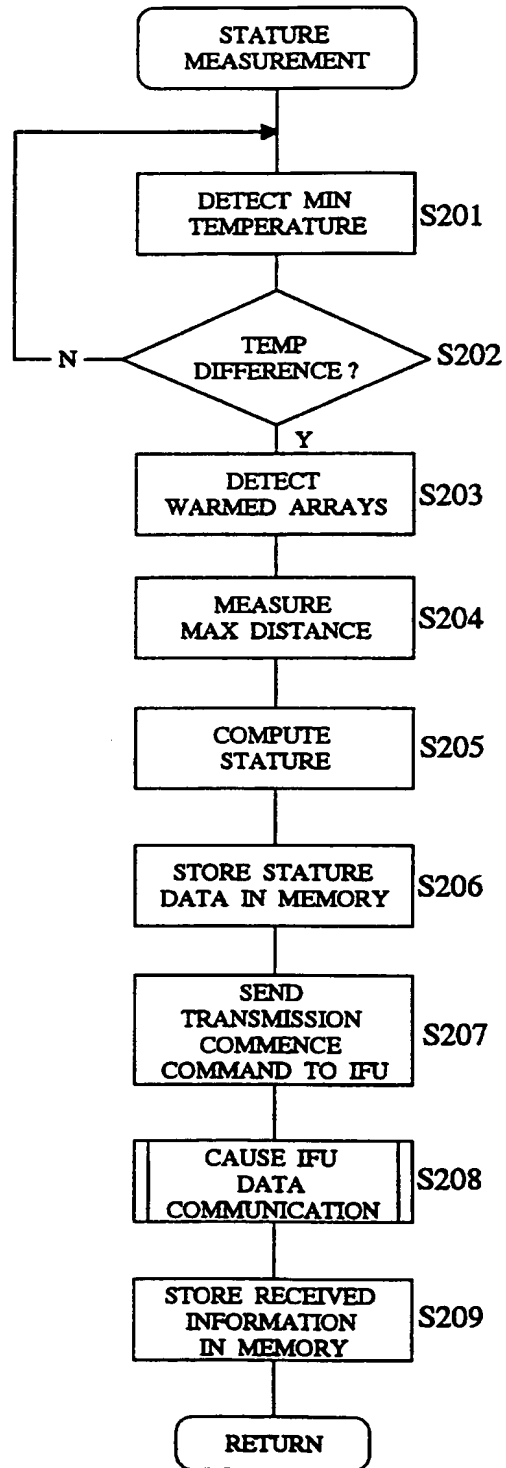 STATURE
MEASUREMENT
DETECT MIN
TEMPERATURE
S201
TEMP
DIFFERENCE ?
S202
N
Y
DETECT
WARMED ARRAYS
S203
MEASURE
MAX DISTANCE
S204
COMPUTE
STATURE
S205
STORE STATURE
DATA IN MEMORY
S206
SEND
TRANSMISSION
COMMENCE
COMMAND TO IFU
S207
CAUSE IFU
DATA
COMMUNICATION
S208
STORE RECEIVED
INFORMATION
IN MEMORY
S209
RETURN